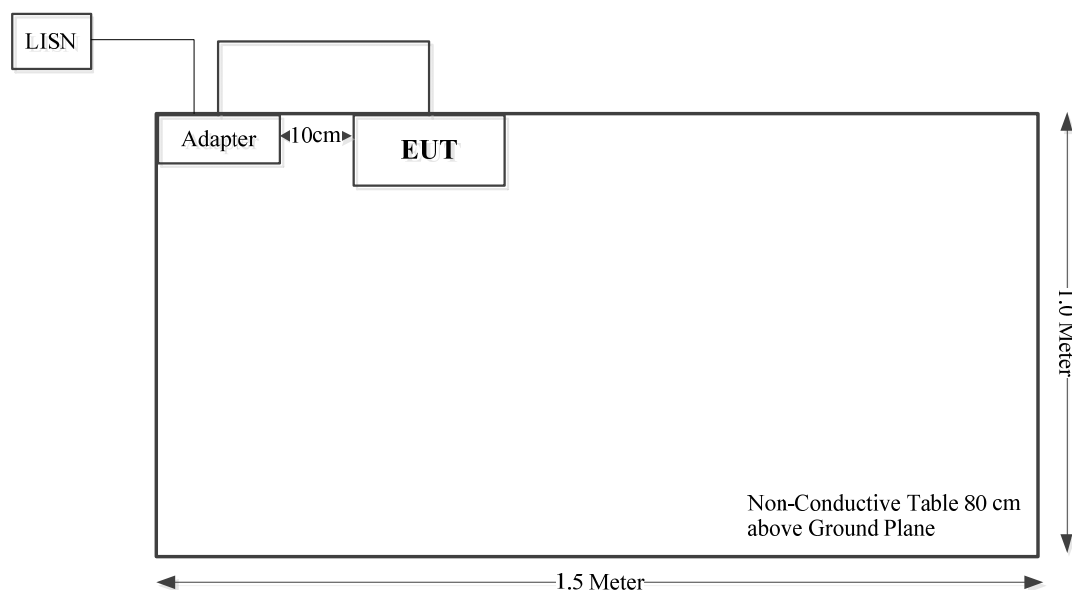 LISN
Adapter
10cm
EUT
1.0 Meter
Non-Conductive Table 80 cm
above Ground Plane
1.5 Meter